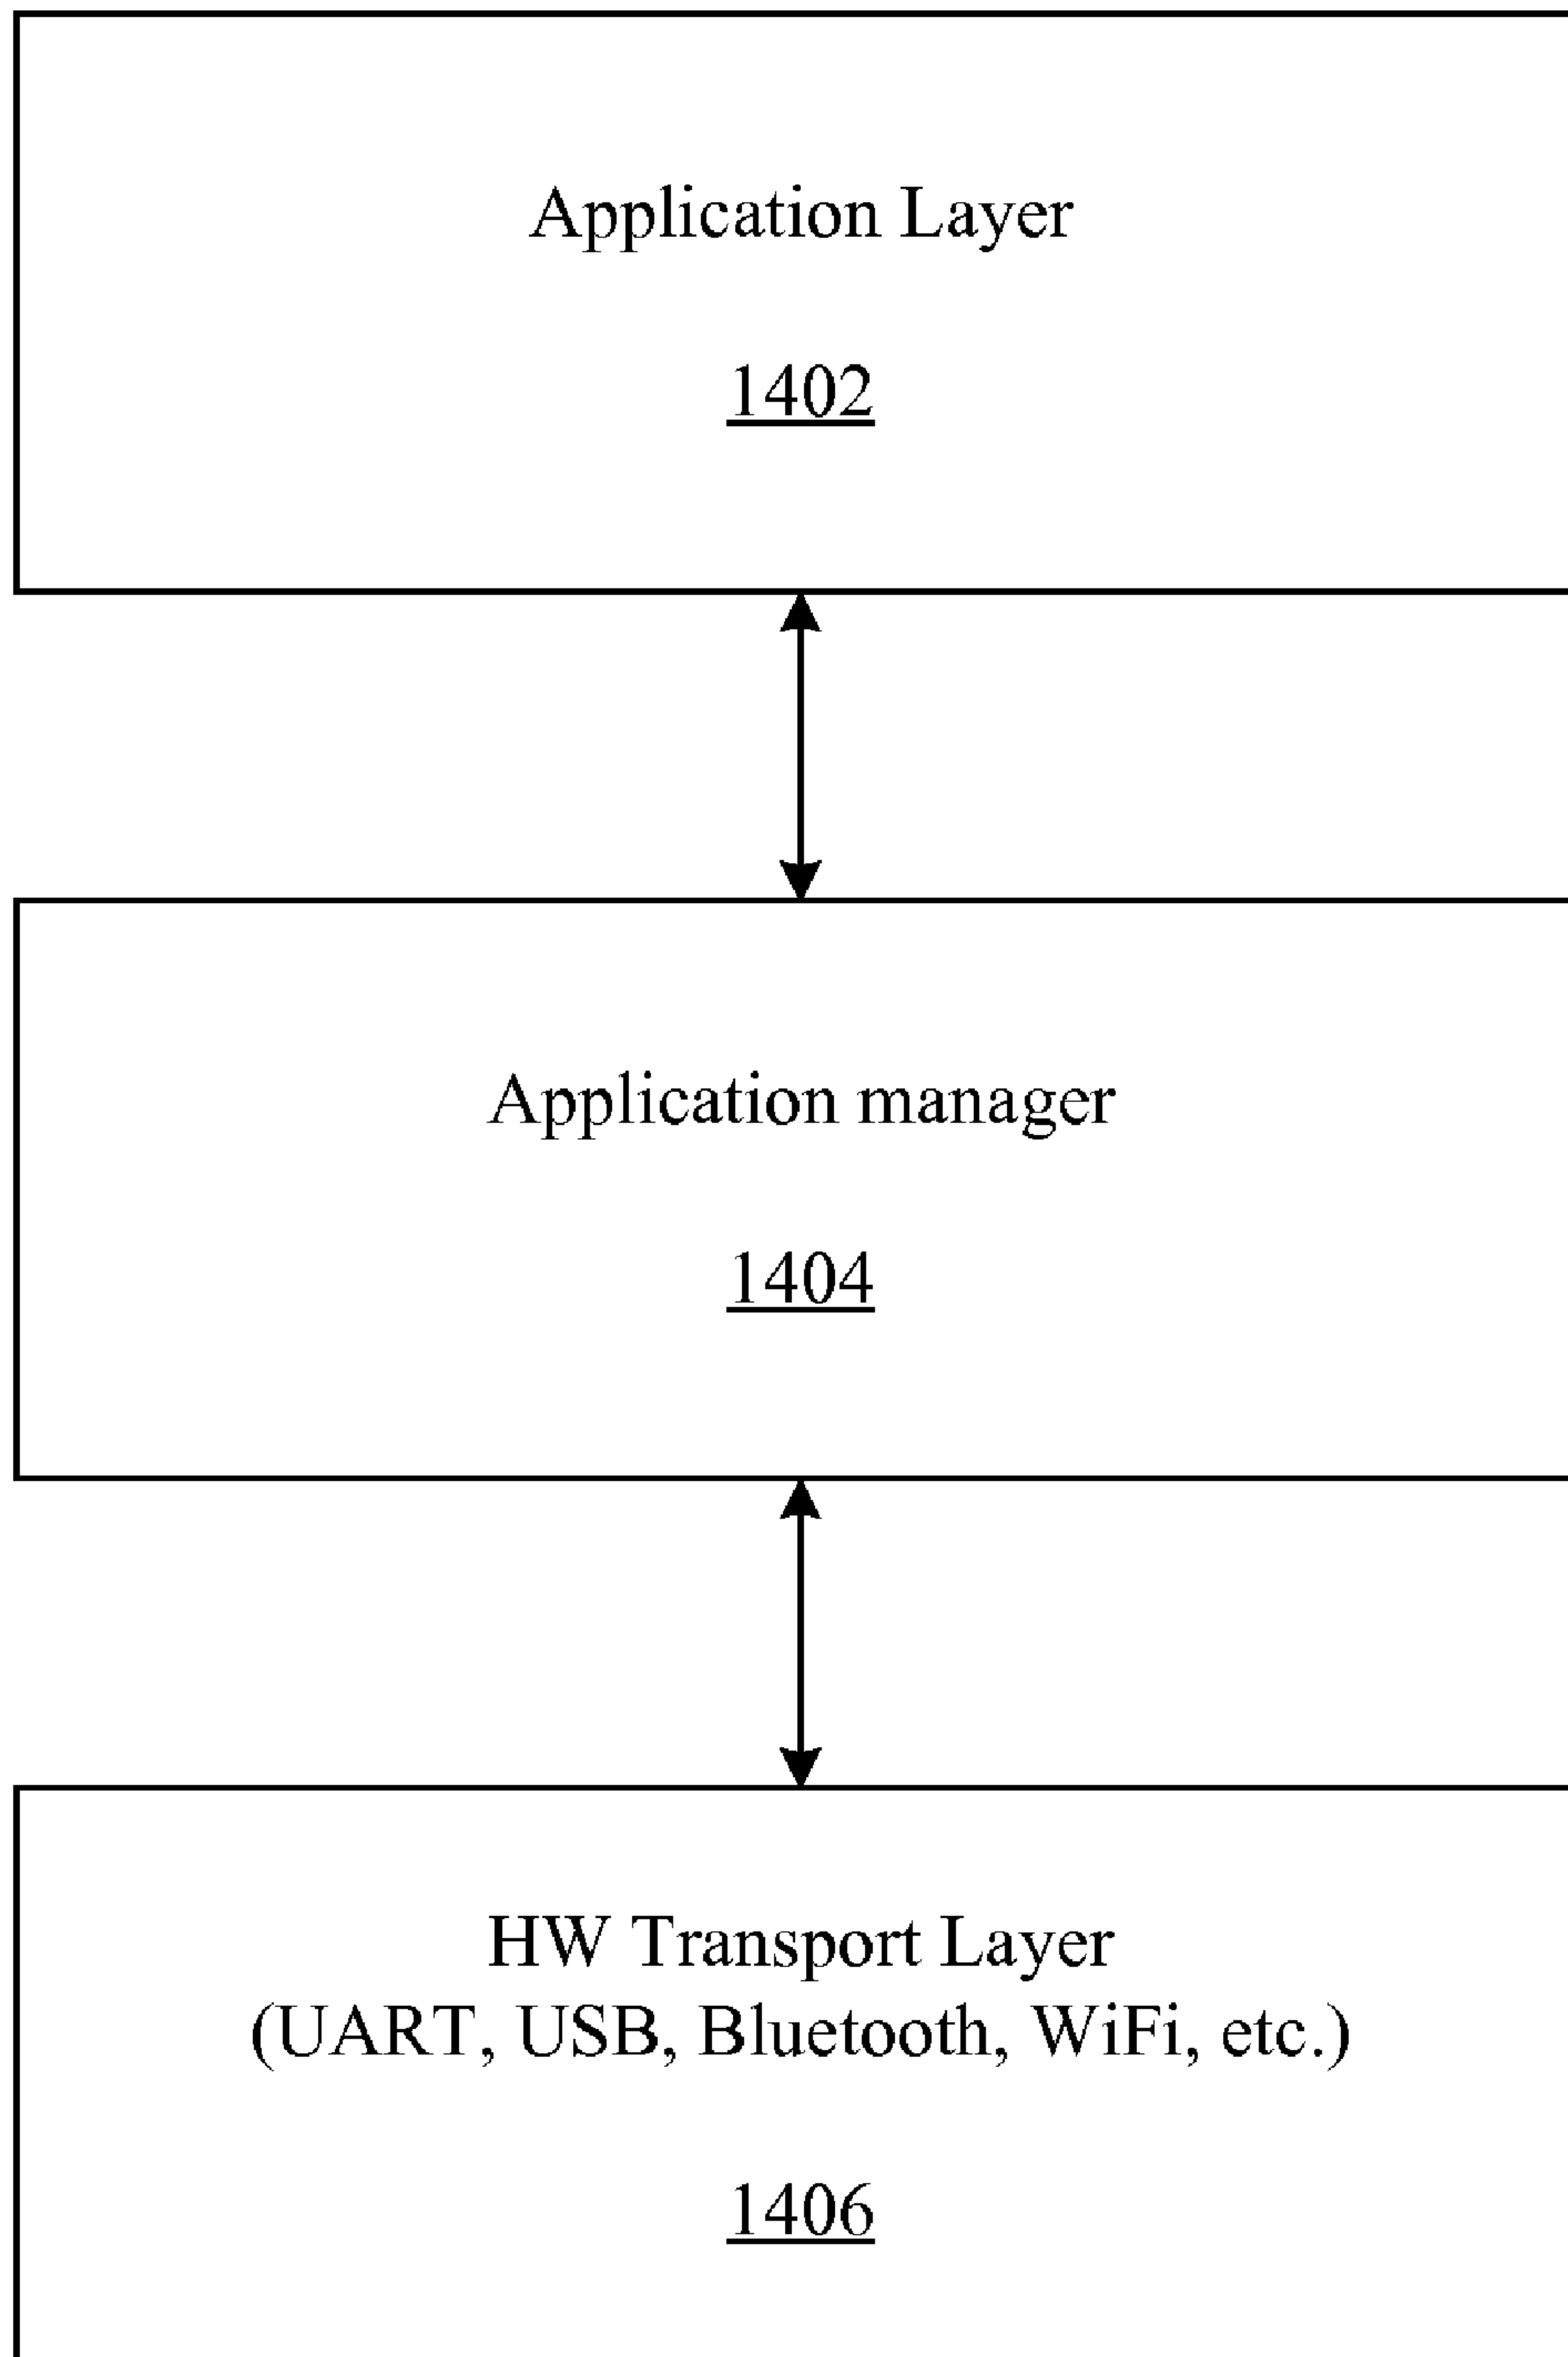 Application Layer
1402
Application manager
1404
HW Transport Layer
(UART, USB, Bluetooth, WiFi, etc.)
1406